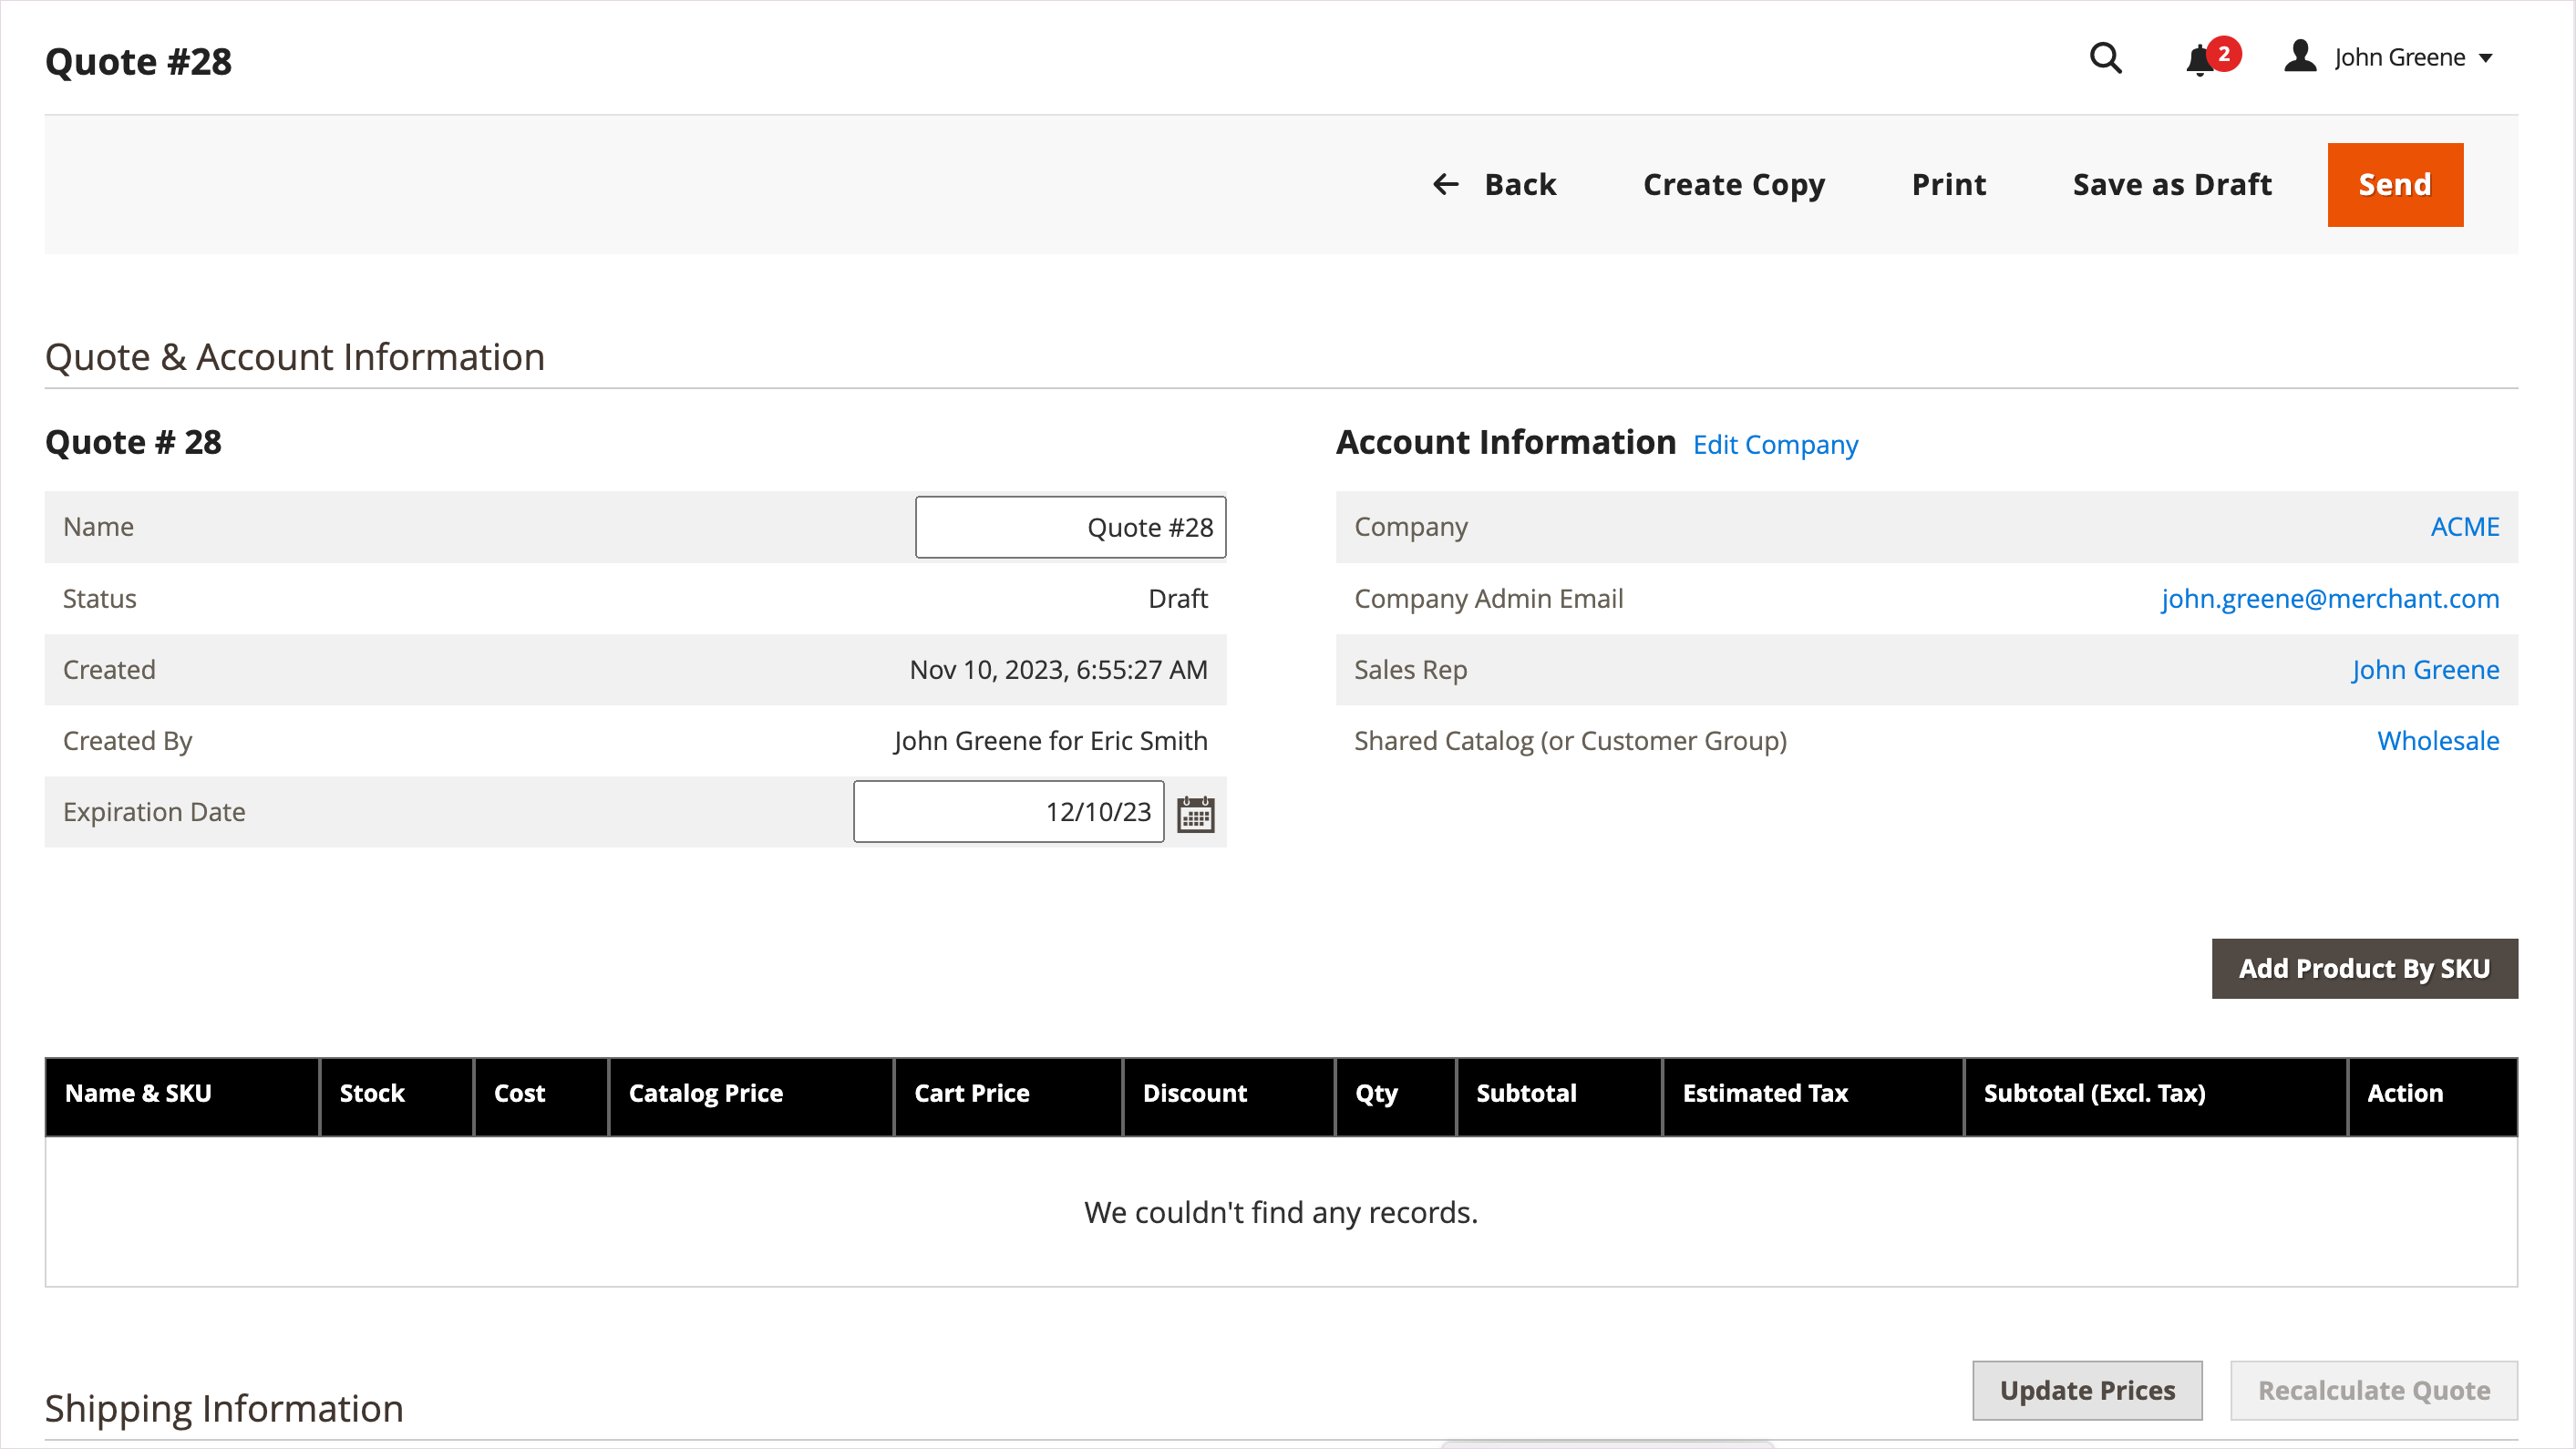 Quote #28
2
John Greene
Back
Create Copy
Print
Save as Draft
Send
Quote & Account Information
Quote # 28
Name
Quote #28
Status
Draft
Created
Nov 10, 2023, 6:55:27 AM
Created By
John Greene for Eric Smith
Expiration Date
12/10/23
Account Information
Edit Company
Company
ACME
Company Admin Email
john.greene@merchant.com
Sales Rep
John Greene
Shared Catalog (or Customer Group)
Wholesale
Add Product By SKU
Name & SKU
Stock
Cost
Catalog Price
Cart Price
Discount
Qty
Subtotal
Estimated Tax
Subtotal (Excl. Tax)
Action
We couldn't find any records.
Update Prices
Recalculate Quote
Shipping Information